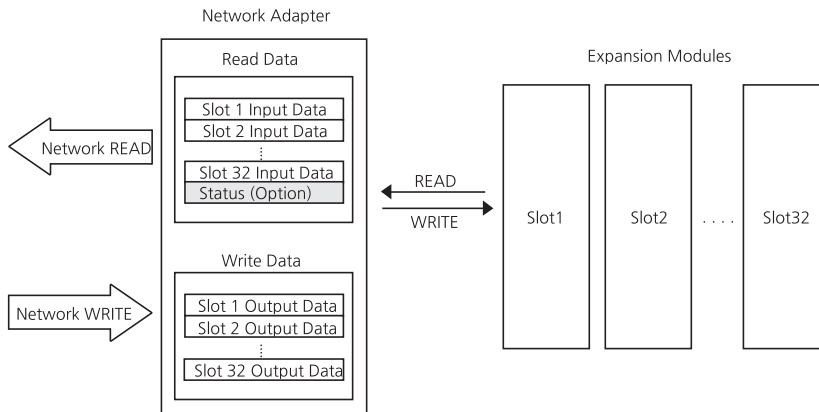 Network Adapter
Read Data
Slot 1 Input Data
Slot 2 Input Data
Slot 32 Input Data
Status (Option)
Network READ
Write Data
Slot 1 Output Data
Slot 2 Output Data
Slot 32 Output Data
Network WRITE
READ
WRITE
Expansion Modules
Slot1
Slot2
. . . .
Slot32